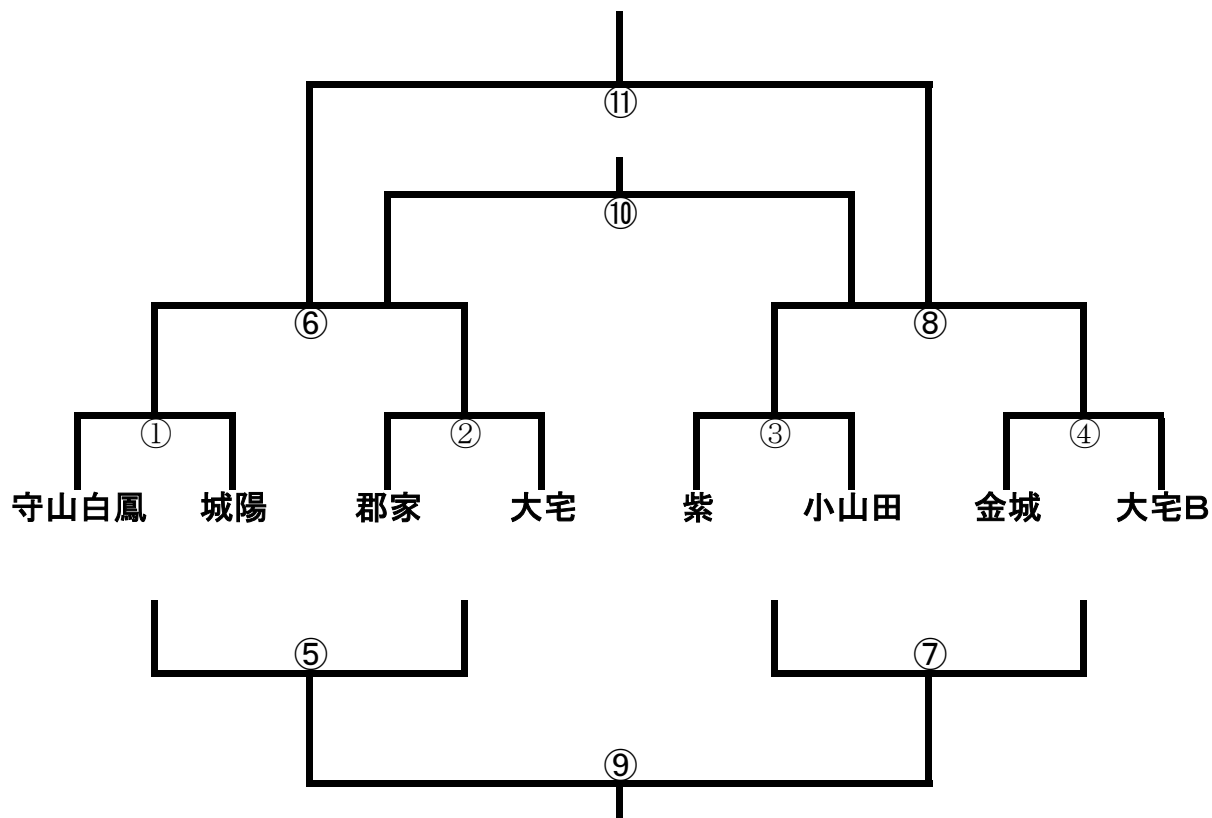 ⑪
⑩
⑥ ⑧
① ② ③ ④
守山白鳳 城陽 郡家 大宅 紫 小山田 金城 大宅B
⑤ ⑦
⑨